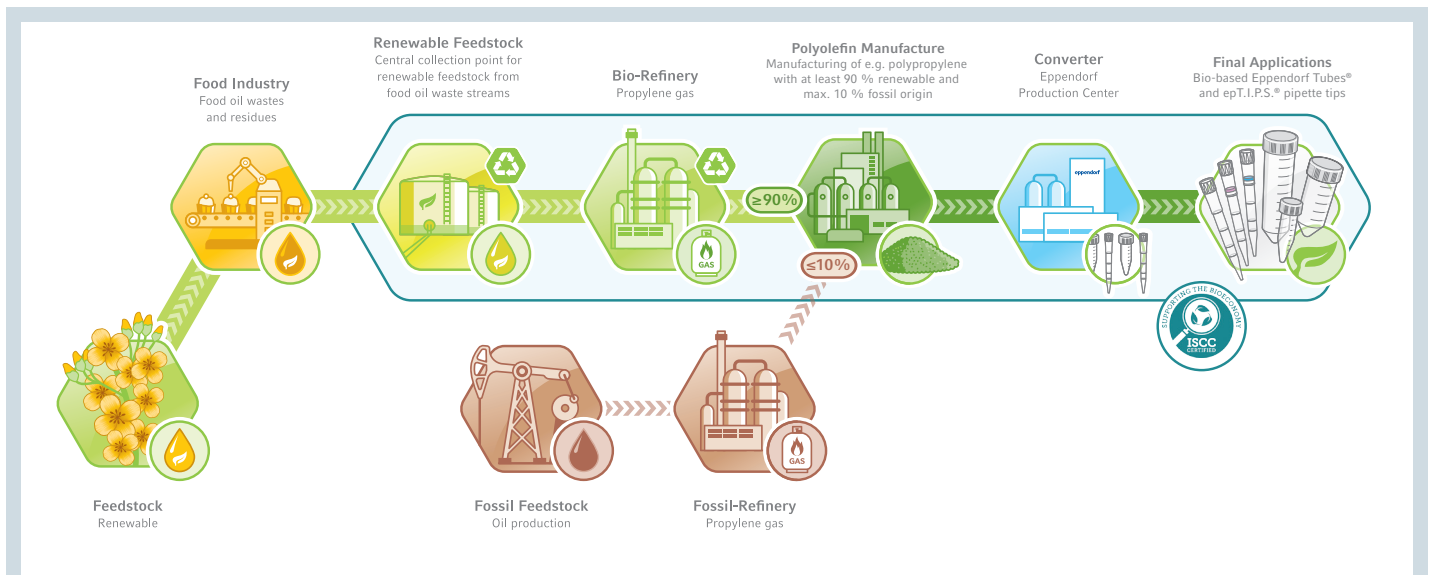 Renewable Feedstock
Central collection point for
renewable feedstock from
food oil waste streams
Food Industry
Food oil wastes
and residues
Bio-Refinery
Propylene gas
Polyolefin Manufacture
Manufacturing of e.g. polypropylene
with at least 90 % renewable and
max. 10 % fossil origin
Converter
Eppendorf
Production Center
Final Applications
Bio-based Eppendorf Tubes®
and epT.I.P.S.® pipette tips
eppendorf
≥90%
GAS
≤10%
SUPPORTING THE BIOECONOMY
ISCC
CERTIFIED
GAS
Feedstock
Renewable
Fossil Feedstock
Oil production
Fossil-Refinery
Propylene gas